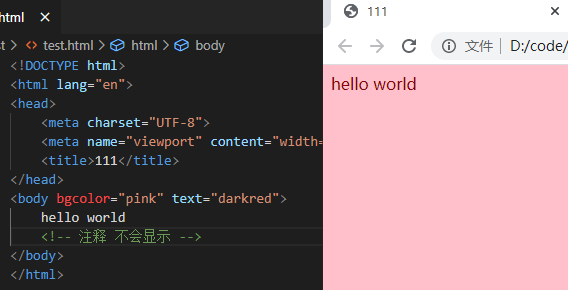 html ×
st > test.html > html > body
<!DOCTYPE html>
<html lang="en">
<head>
<meta charset="UTF-8">
<meta name="viewport" content="width=
<title>111</title>
</head>
<body bgcolor="pink" text="darkred">
hello world
<!-- 注释 不会显示 -->
</body>
</html>
111 ×
文件 | D:/code/
hello world